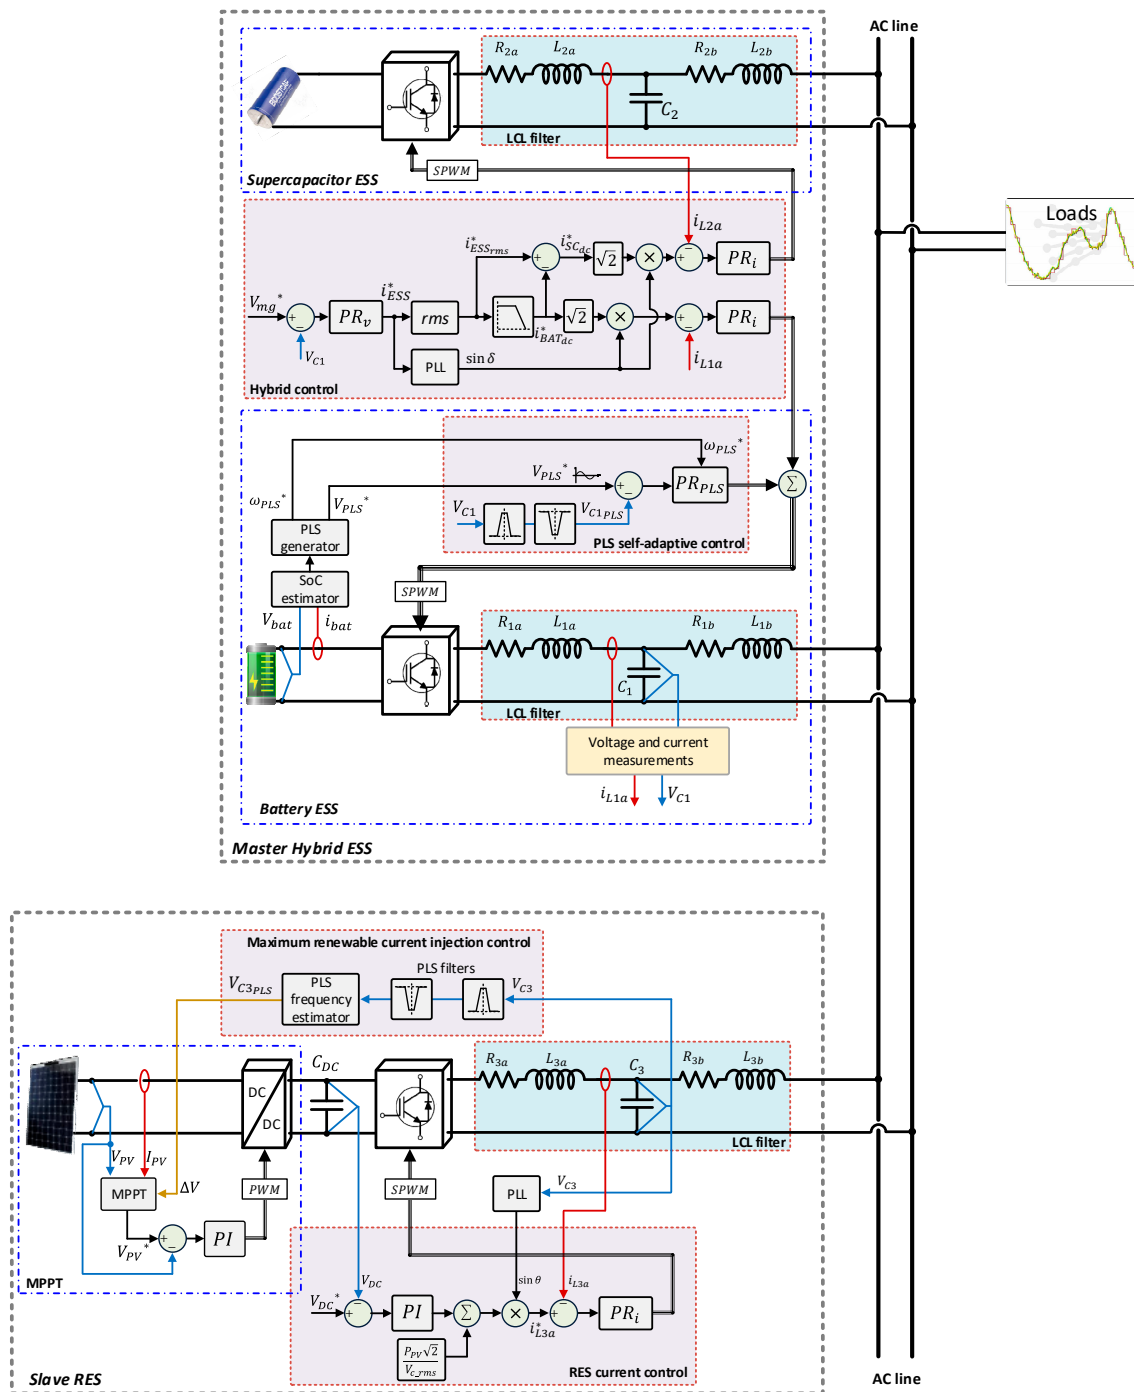 AC line
R2a
L2a
R2b
L2b
C2
LCL filter
SPWM
Supercapacitor ESS
Loads
iL2a
i*ESSrms
i*SCdc
√2
×
+
−
PRi
Vmg*
i*ESS
+
−
PRv
rms
i*BATdc
√2
×
+
−
PRi
VC1
PLL
sin δ
iL1a
Hybrid control
ωPLS*
VPLS*
+
−
PRPLS
Σ
ωPLS*
VPLS*
VC1
VC1PLS
PLS self-adaptive control
PLS
generator
SoC
estimator
SPWM
Vbat
ibat
R1a
L1a
R1b
L1b
C1
LCL filter
Voltage and current
measurements
iL1a
VC1
Battery ESS
Master Hybrid ESS
Maximum renewable current injection control
PLS filters
VC3PLS
PLS
frequency
estimator
VC3
CDC
R3a
L3a
C3
R3b
L3b
DC
DC
LCL filter
VPV
IPV
MPPT
ΔV
PWM
SPWM
PLL
VC3
VPV*
+
−
PI
MPPT
VDC
sin θ
iL3a
VDC*
+
−
PI
Σ
×
i*L3a
+
−
PRi
PPV√2
Vc_rms
RES current control
Slave RES
AC line